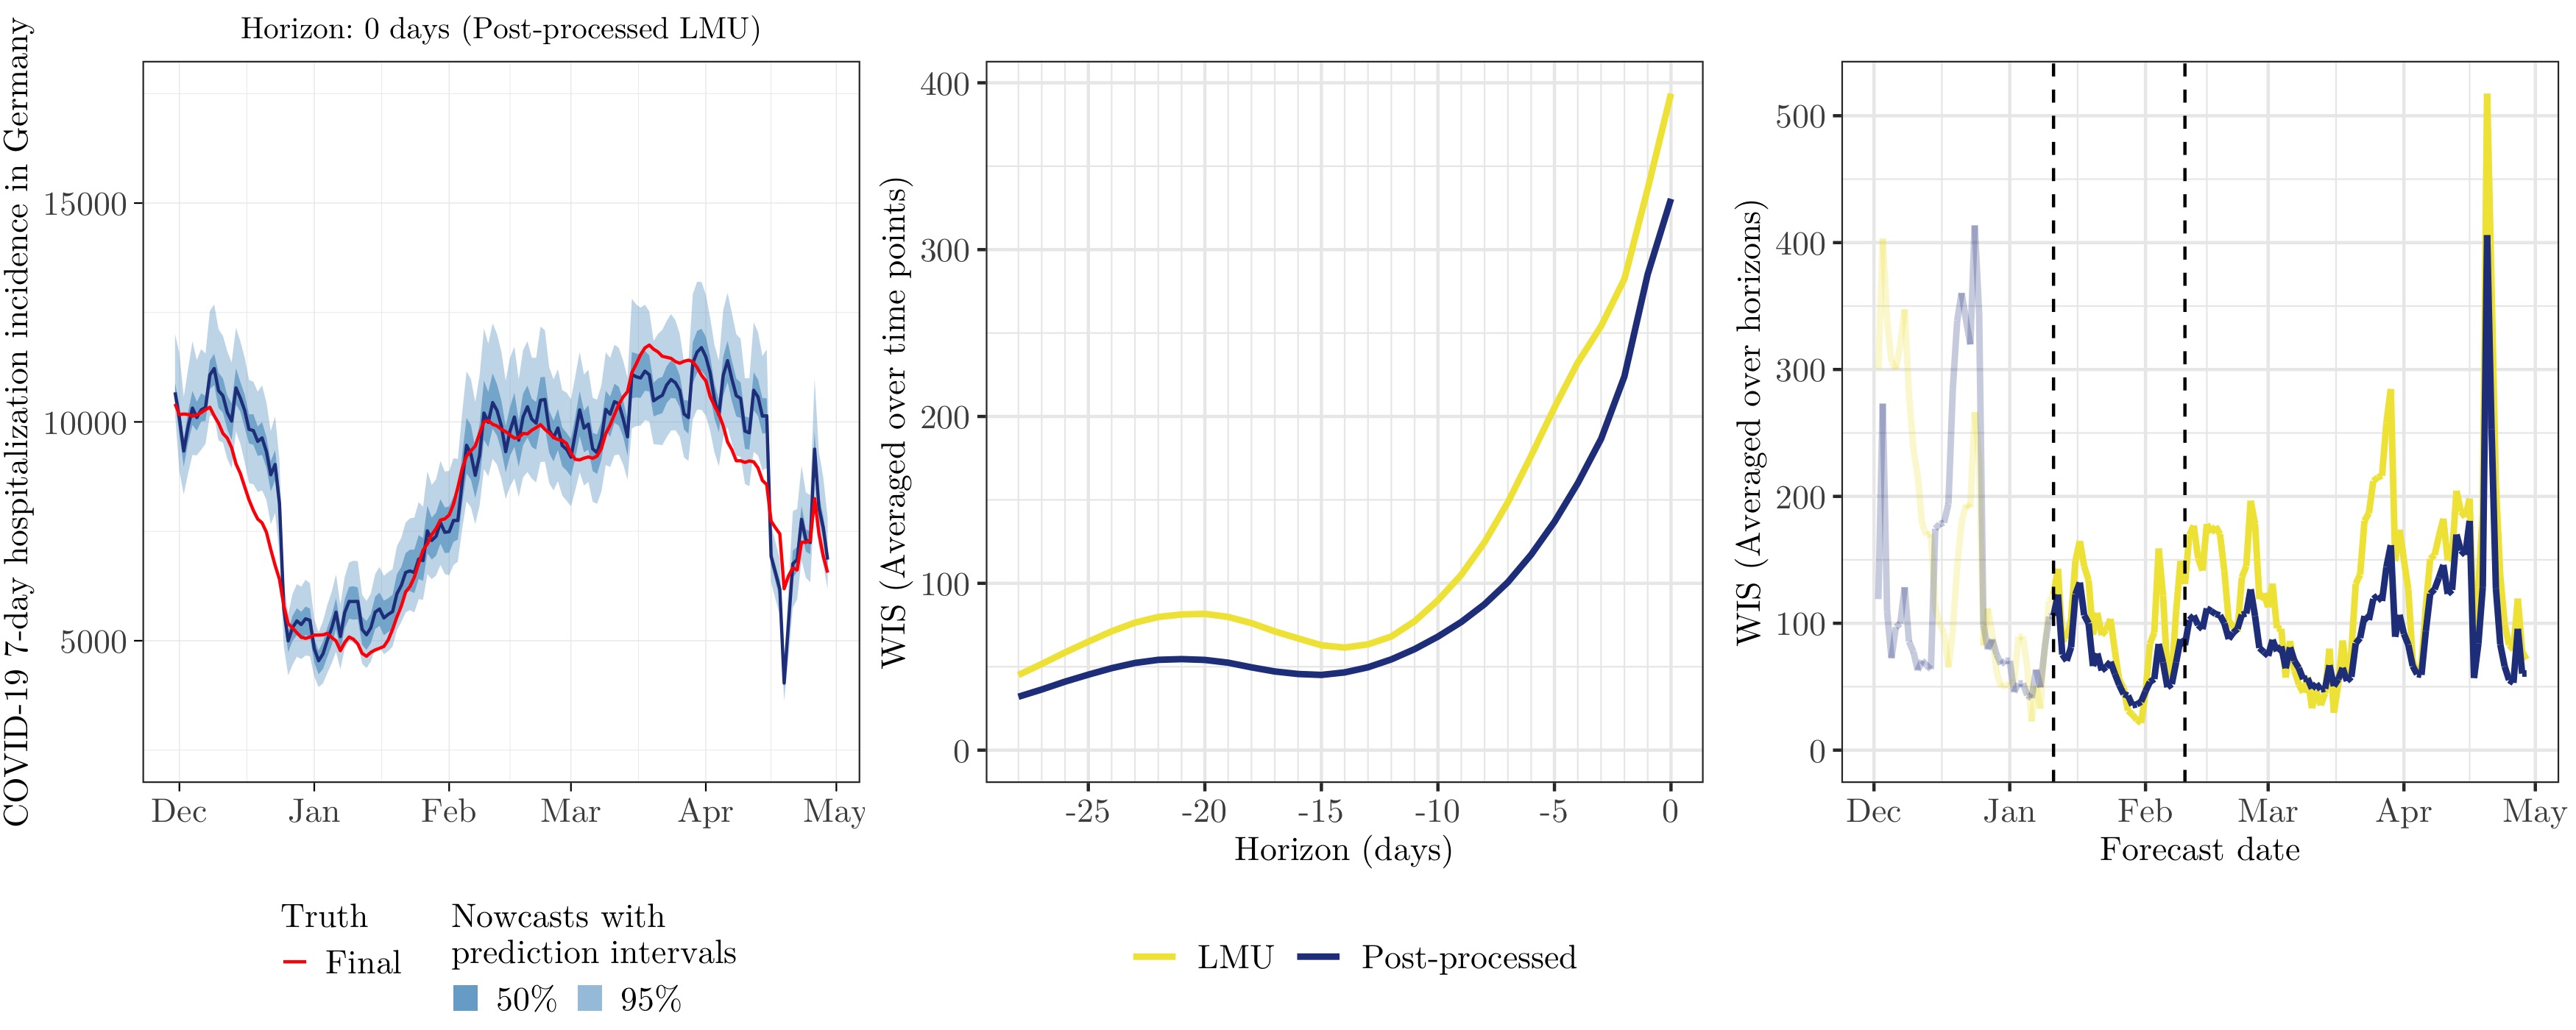 Horizon: 0 days (Post-processed LMU)
COVID-19 7-day hospitalization incidence in Germany
15000
10000
5000
Dec Jan Feb Mar Apr May
Truth
Final
Nowcasts with
prediction intervals
50% 95%
WIS (Averaged over time points)
400
300
200
100
0
-25 -20 -15 -10 -5 0
Horizon (days)
LMU Post-processed
WIS (Averaged over horizons)
500
400
300
200
100
0
Dec Jan Feb Mar Apr May
Forecast date